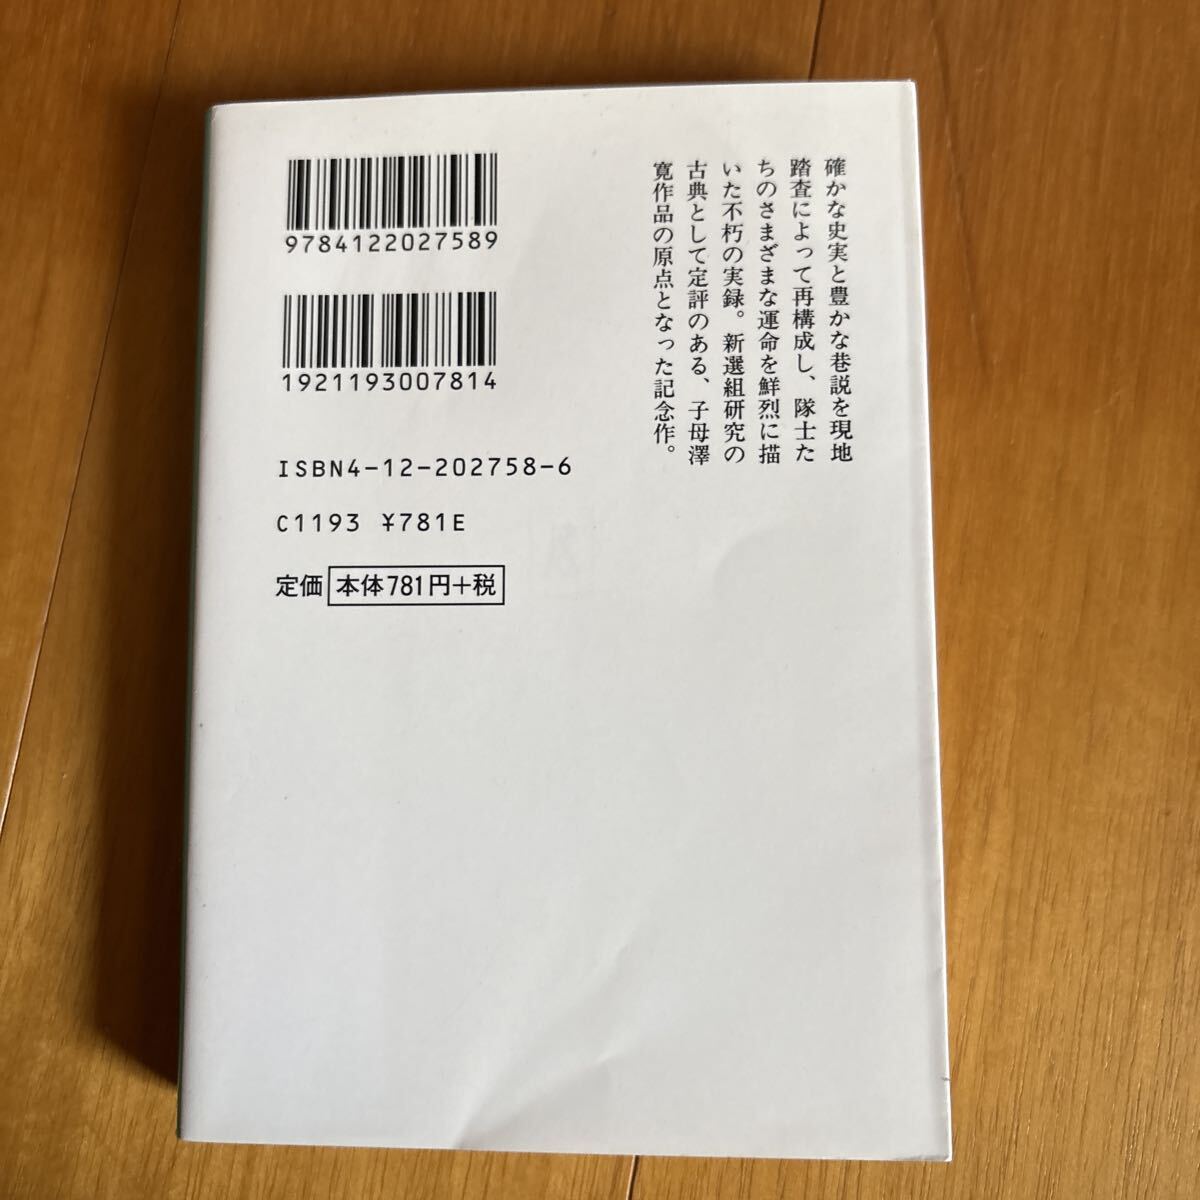 確かな史実と豊かな巷説を現地
踏査によって再構成し、隊士た
ちのさまざまな運命を鮮烈に描
いた不朽の実録。新選組研究の
古典として定評のある、子母澤
寛作品の原点となった記念作。
9784122027589
1921193007814
ISBN4-12-202758-6
C1193 ¥781E
定価 本体781円+税